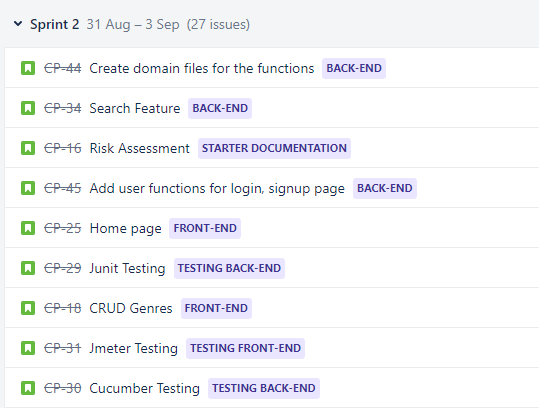 Sprint 2 31 Aug – 3 Sep (27 issues)
CP-44 Create domain files for the functions BACK-END
CP-34 Search Feature BACK-END
CP-16 Risk Assessment STARTER DOCUMENTATION
CP-45 Add user functions for login, signup page BACK-END
CP-25 Home page FRONT-END
CP-29 Junit Testing TESTING BACK-END
CP-18 CRUD Genres FRONT-END
CP-31 Jmeter Testing TESTING FRONT-END
CP-30 Cucumber Testing TESTING BACK-END